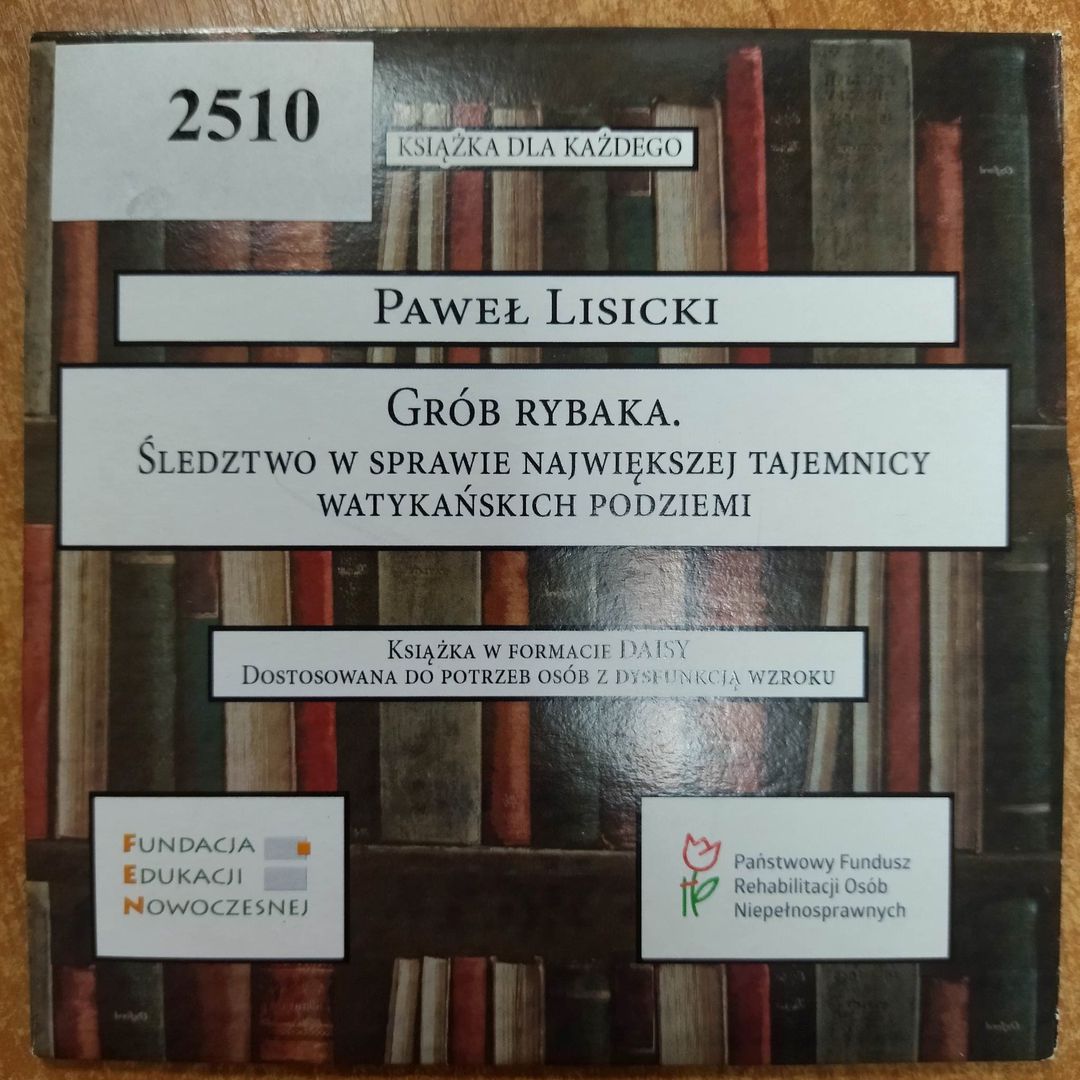 2510
KSIĄŻKA DLA KAŻDEGO
PAWEŁ LISICKI
GRÓB RYBAKA.
ŚLEDZTWO W SPRAWIE NAJWIĘKSZEJ TAJEMNICY
WATYKAŃSKICH PODZIEMI
KSIĄŻKA W FORMACIE DAISY
DOSTOSOWANA DO POTRZEB OSÓB Z DYSFUNKCJĄ WZROKU
FUNDACJA
EDUKACJI
NOWOCZESNEJ
Państwowy Fundusz
Rehabilitacji Osób
Niepełnosprawnych